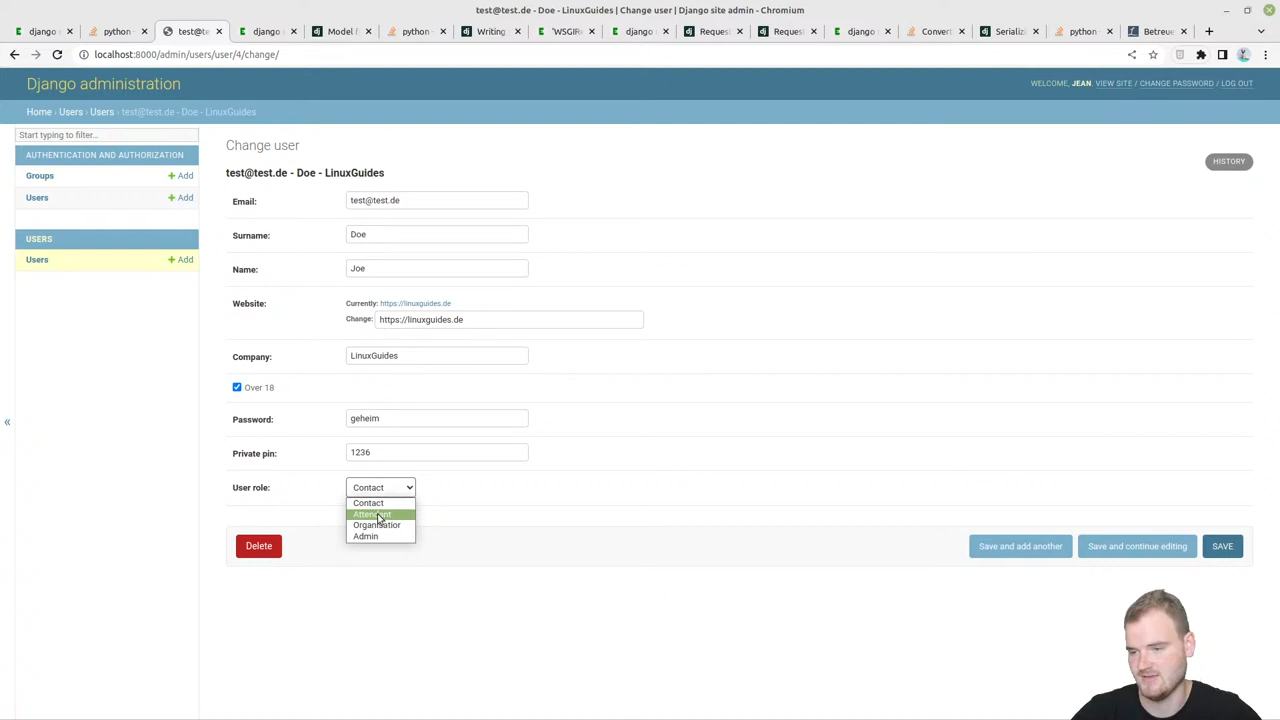 test@test.de - Doe - LinuxGuides | Change user | Django site admin - Chromium
django
python -
test@te
django
Model f
python -
Writing
'WSGIR
django
Request
Request
django
Convert
Serializi
python -
Betreue
localhost:8000/admin/users/user/4/change/
Django administration
WELCOME, JEAN. VIEW SITE / CHANGE PASSWORD / LOG OUT
Home › Users › Users › test@test.de - Doe - LinuxGuides
Start typing to filter...
AUTHENTICATION AND AUTHORIZATION
Groups + Add
Users + Add
USERS
Users + Add
«
Change user
HISTORY
test@test.de - Doe - LinuxGuides
Email: test@test.de
Surname: Doe
Name: Joe
Website: Currently: https://linuxguides.de
Change: https://linuxguides.de
Company: LinuxGuides
Over 18
Password: geheim
Private pin: 1236
User role: Contact
Contact
Attendant
Organisatior
Admin
Delete
Save and add another
Save and continue editing
SAVE